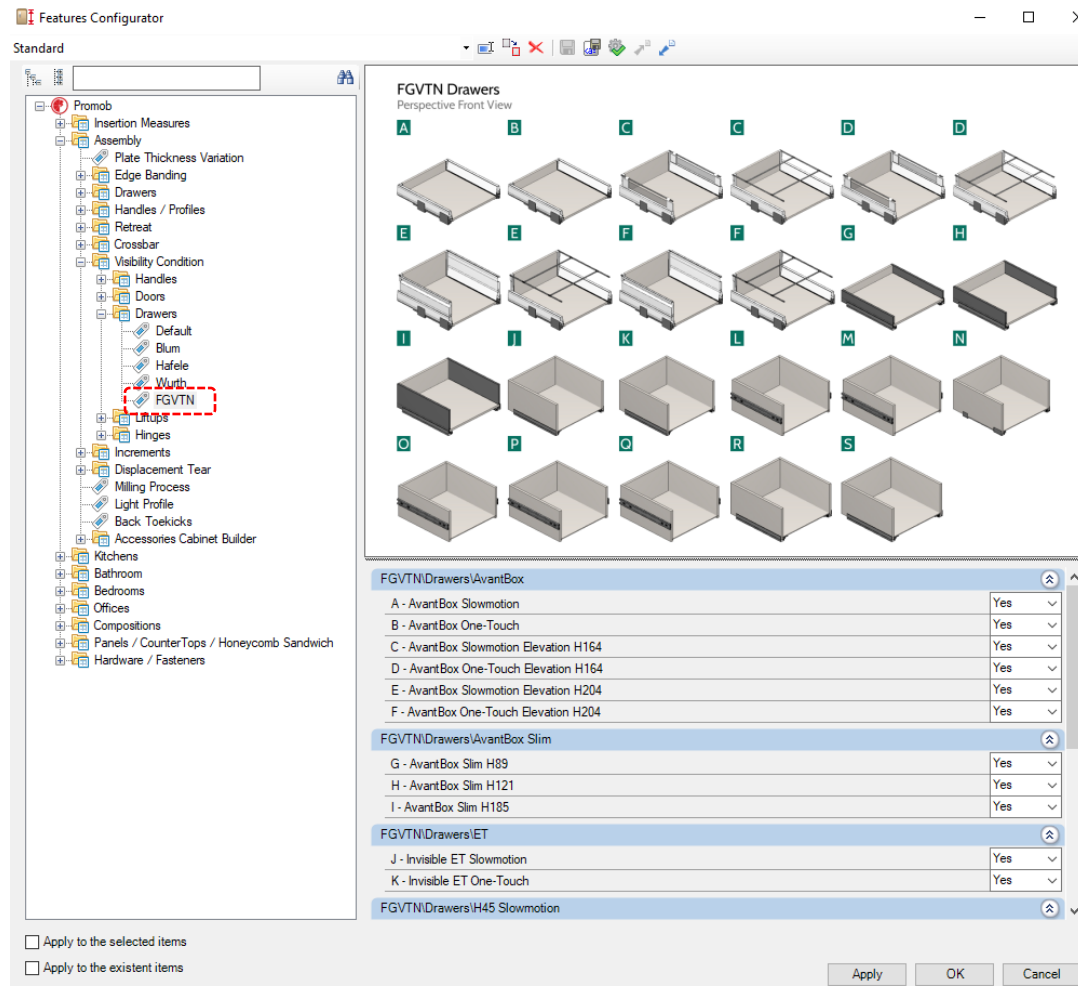 Features Configurator
Standard
Promob
Insertion Measures
Assembly
Plate Thickness Variation
Edge Banding
Drawers
Handles / Profiles
Retreat
Crossbar
Visibility Condition
Handles
Doors
Drawers
Default
Blum
Hafele
Wurth
FGVTN
Liftups
Hinges
Increments
Displacement Tear
Milling Process
Light Profile
Back Toekicks
Accessories Cabinet Builder
Kitchens
Bathroom
Bedrooms
Offices
Compositions
Panels / CounterTops / Honeycomb Sandwich
Hardware / Fasteners
FGVTN Drawers
Perspective Front View
A B C C D D
E E F F G H
I J K L M N
O P Q R S
FGVTN\Drawers\AvantBox
A - AvantBox Slowmotion Yes
B - AvantBox One-Touch Yes
C - AvantBox Slowmotion Elevation H164 Yes
D - AvantBox One-Touch Elevation H164 Yes
E - AvantBox Slowmotion Elevation H204 Yes
F - AvantBox One-Touch Elevation H204 Yes
FGVTN\Drawers\AvantBox Slim
G - AvantBox Slim H89 Yes
H - AvantBox Slim H121 Yes
I - AvantBox Slim H185 Yes
FGVTN\Drawers\ET
J - Invisible ET Slowmotion Yes
K - Invisible ET One-Touch Yes
FGVTN\Drawers\H45 Slowmotion
Apply to the selected items
Apply to the existent items
Apply OK Cancel